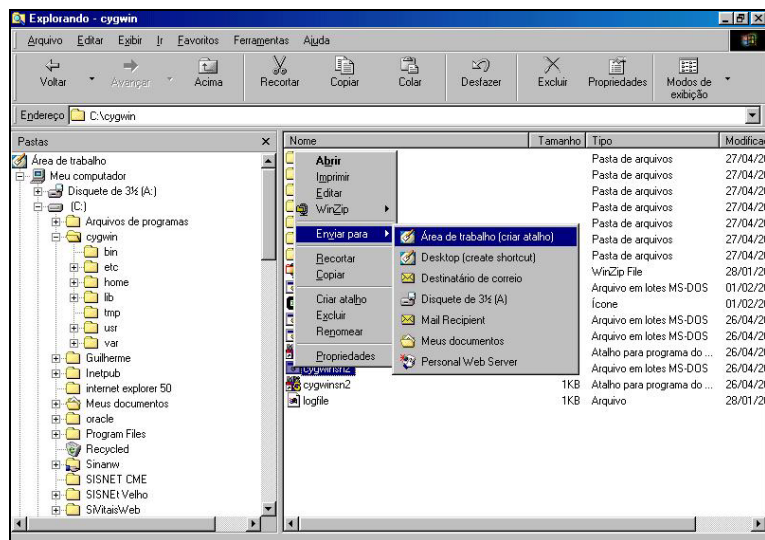 Explorando - cygwin
Arquivo Editar Exibir Ir Favoritos Ferramentas Ajuda
Voltar Avançar Acima Recortar Copiar Colar Desfazer Excluir Propriedades Modos de
exibição
Endereço C:\cygwin
Pastas
Área de trabalho
Meu computador
Disquete de 3½ (A:)
(C:)
Arquivos de programas
cygwin
bin
etc
home
lib
tmp
usr
var
Guilherme
Inetpub
internet explorer 50
Meus documentos
oracle
Program Files
Recycled
Sinanw
SISNET CME
SISNEt Velho
SiVitaisWeb
Nome Tamanho Tipo Modifica
Pasta de arquivos 27/04/2
Pasta de arquivos 27/04/2
Pasta de arquivos 27/04/2
Pasta de arquivos 27/04/2
Pasta de arquivos 27/04/2
Pasta de arquivos 27/04/2
Pasta de arquivos 27/04/2
WinZip File 28/01/2
Arquivo em lotes MS-DOS 01/02/2
Ícone 01/02/2
Arquivo em lotes MS-DOS 26/04/2
Arquivo em lotes MS-DOS 26/04/2
Atalho para programa do ... 26/04/2
cygwinsn2 Arquivo em lotes MS-DOS 26/04/2
cygwinsn2 1KB Atalho para programa do ... 26/04/2
logfile 1KB Arquivo 28/01/2
Abrir
Imprimir
Editar
WinZip
Enviar para
Recortar
Copiar
Criar atalho
Excluir
Renomear
Propriedades
Área de trabalho (criar atalho)
Desktop (create shortcut)
Destinatário de correio
Disquete de 3½ (A)
Mail Recipient
Meus documentos
Personal Web Server